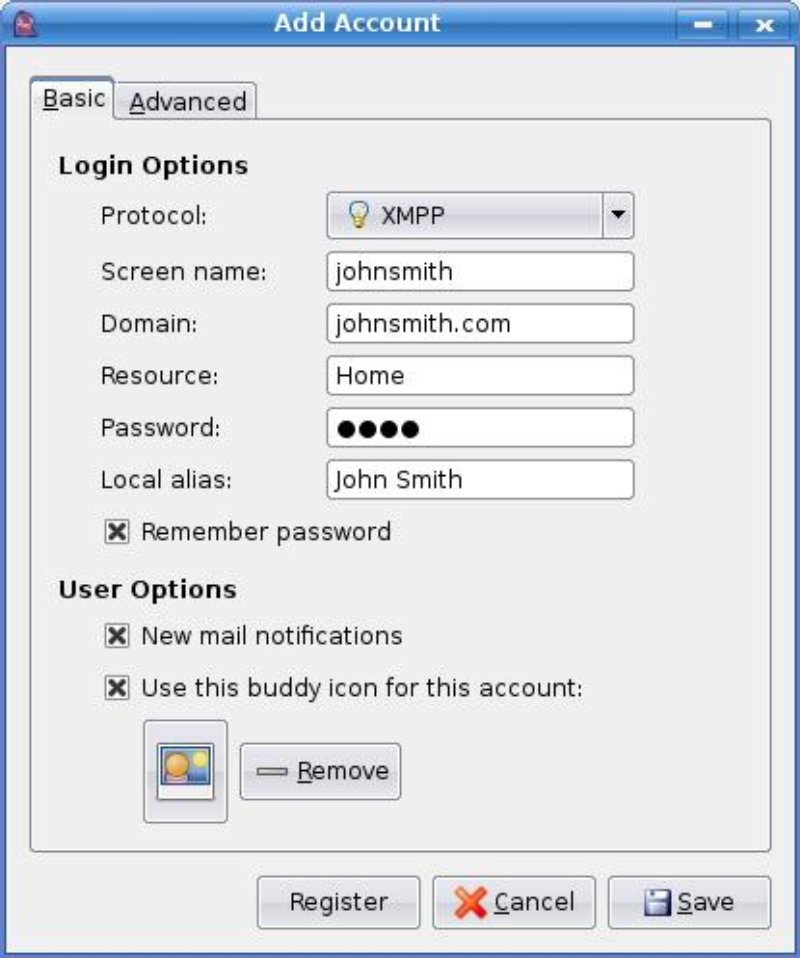 Add Account
Basic Advanced
Login Options
Protocol: XMPP
Screen name: johnsmith
Domain: johnsmith.com
Resource: Home
Password: ●●●●
Local alias: John Smith
Remember password
User Options
New mail notifications
Use this buddy icon for this account:
Remove
Register Cancel Save